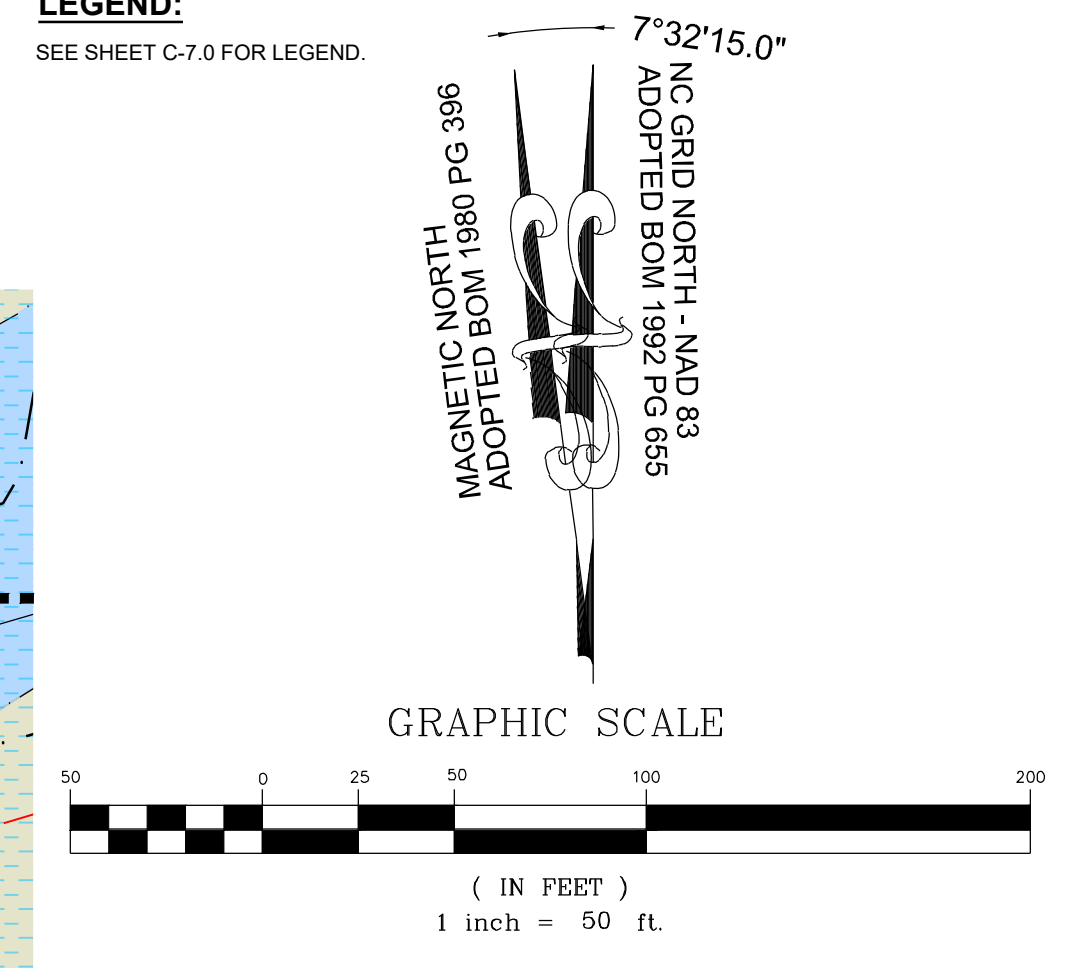 LEGEND:
SEE SHEET C-7.0 FOR LEGEND.
7°32'15.0"
MAGNETIC NORTH
ADOPTED BOM 1980 PG 396
NC GRID NORTH - NAD 83
ADOPTED BOM 1992 PG 655
GRAPHIC SCALE
50 0 25 50 100 200
( IN FEET )
1 inch = 50 ft.